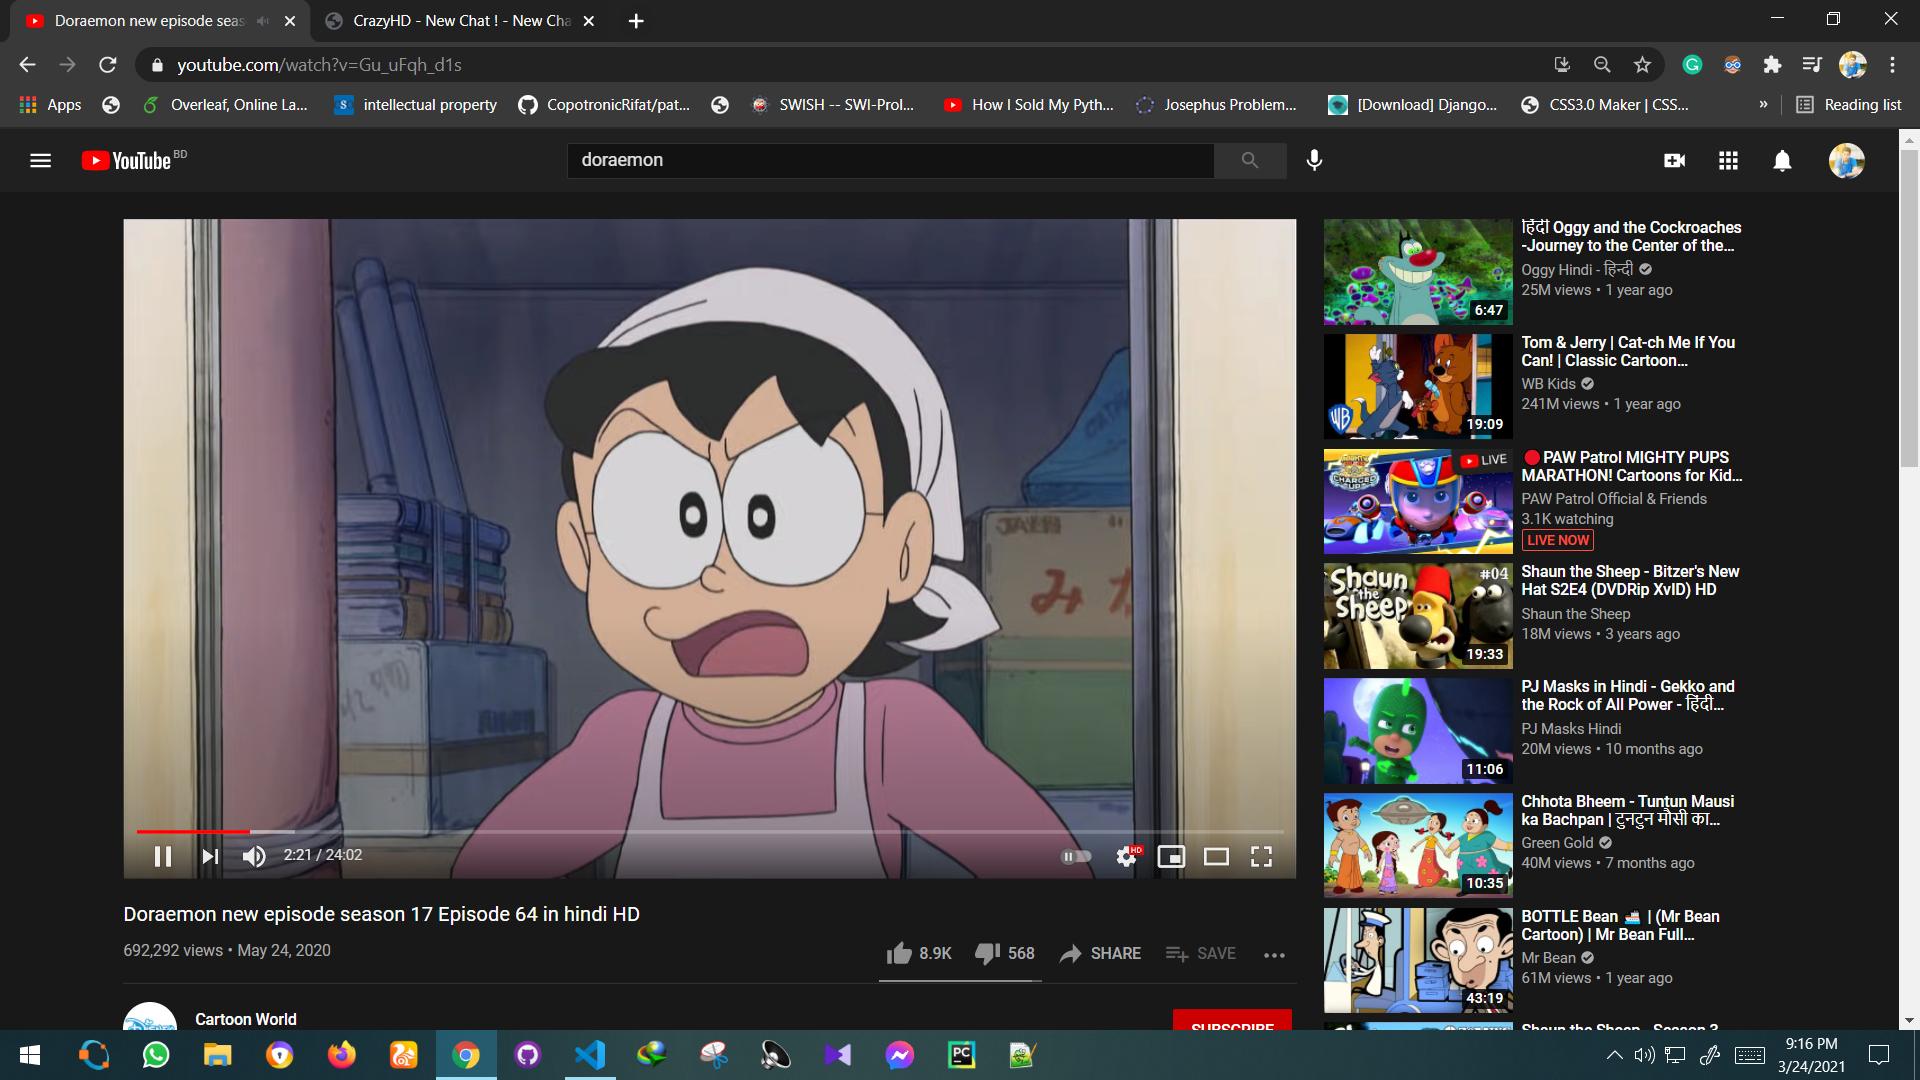 Doraemon new episode seas
CrazyHD - New Chat ! - New Cha
youtube.com/watch?v=Gu_uFqh_d1s
Apps
Overleaf, Online La...
intellectual property
CopotronicRifat/pat...
SWISH -- SWI-Prol...
How I Sold My Pyth...
Josephus Problem...
[Download] Django...
CSS3.0 Maker | CSS...
»
Reading list
YouTube BD
doraemon
2:21 / 24:02
HD
Doraemon new episode season 17 Episode 64 in hindi HD
692,292 views • May 24, 2020
8.9K
568
SHARE
SAVE
Cartoon World
SUBSCRIBE
6:47
हिंदी Oggy and the Cockroaches
-Journey to the Center of the...
Oggy Hindi - हिन्दी
25M views • 1 year ago
WB
19:09
Tom & Jerry | Cat-ch Me If You
Can! | Classic Cartoon...
WB Kids
241M views • 1 year ago
CHARGED UP
LIVE
PAW Patrol MIGHTY PUPS
MARATHON! Cartoons for Kid...
PAW Patrol Official & Friends
3.1K watching
LIVE NOW
Shaun
the
Sheep
#04
19:33
Shaun the Sheep - Bitzer's New
Hat S2E4 (DVDRip XvID) HD
Shaun the Sheep
18M views • 3 years ago
11:06
PJ Masks in Hindi - Gekko and
the Rock of All Power - हिंदी...
PJ Masks Hindi
20M views • 10 months ago
10:35
Chhota Bheem - Tuntun Mausi
ka Bachpan | टुनटुन मौसी का...
Green Gold
40M views • 7 months ago
43:19
BOTTLE Bean 🚢 | (Mr Bean
Cartoon) | Mr Bean Full...
Mr Bean
61M views • 1 year ago
Shaun the Sheep - Season 3
PC
9:16 PM
3/24/2021